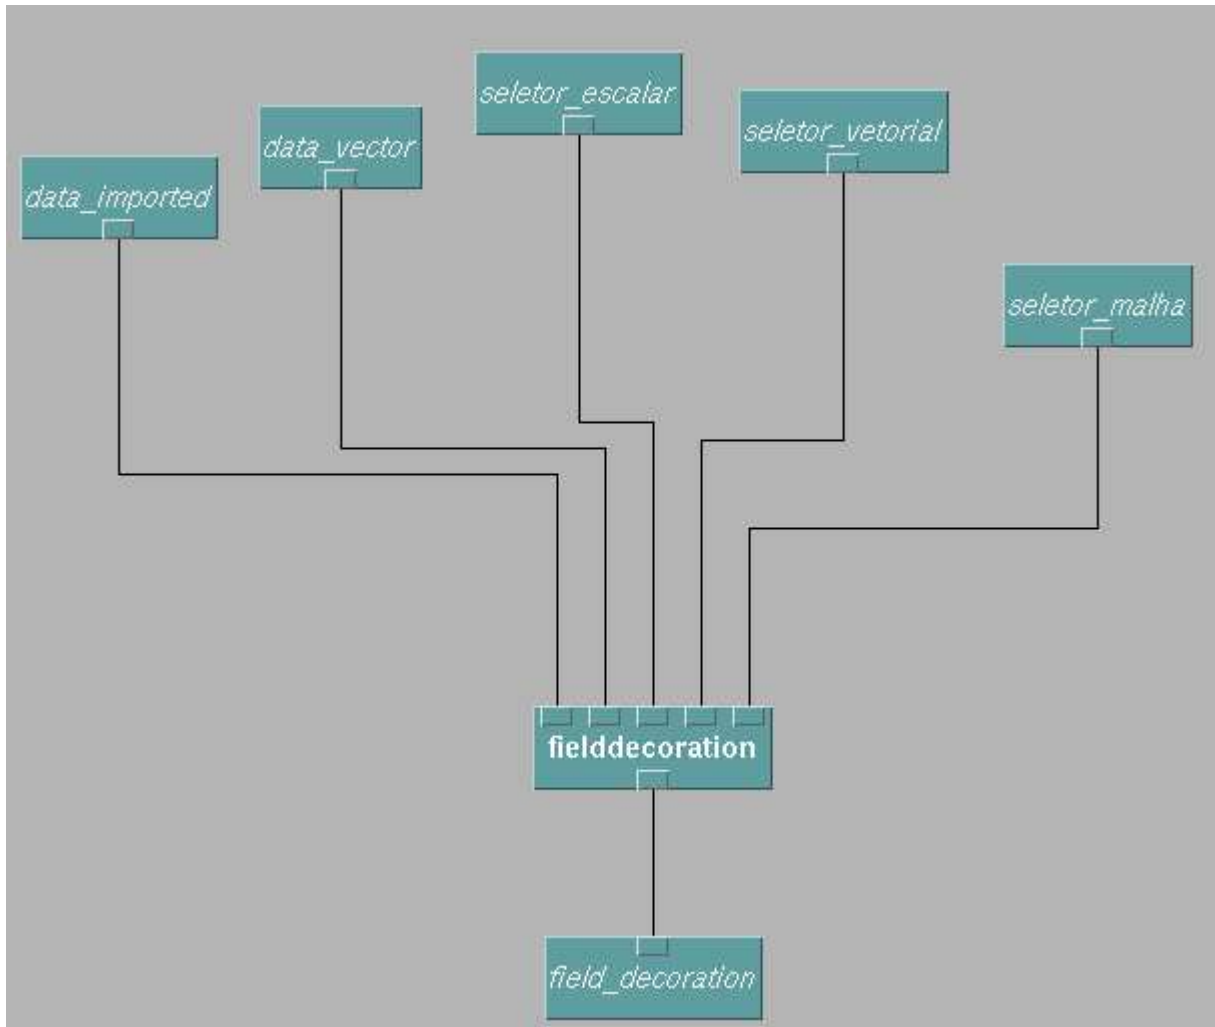 seletor_escalar
seletor_vetorial
data_vector
data_imported
seletor_malha
fielddecoration
field_decoration